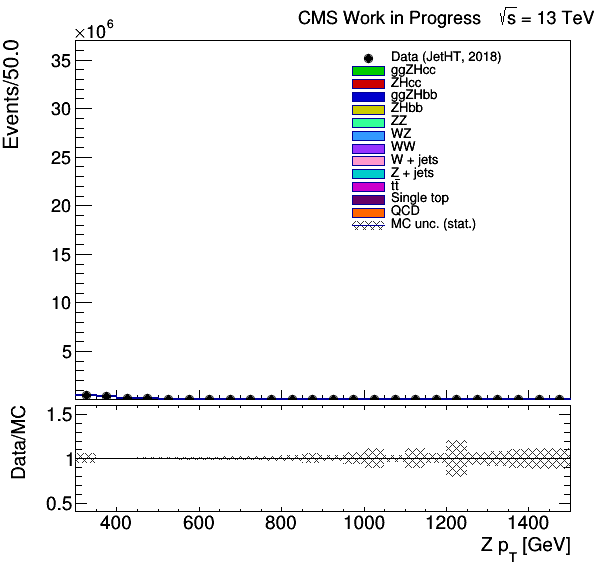 CMS Work in Progress √s = 13 TeV
×10⁶
Events/50.0
35
30
25
20
15
10
5
Data (JetHT, 2018)
ggZHcc
ZHcc
ggZHbb
ZHbb
ZZ
WZ
WW
W + jets
Z + jets
tt̄
Single top
QCD
MC unc. (stat.)
Data/MC
1.5
1
0.5
400 600 800 1000 1200 1400
Z p_T [GeV]